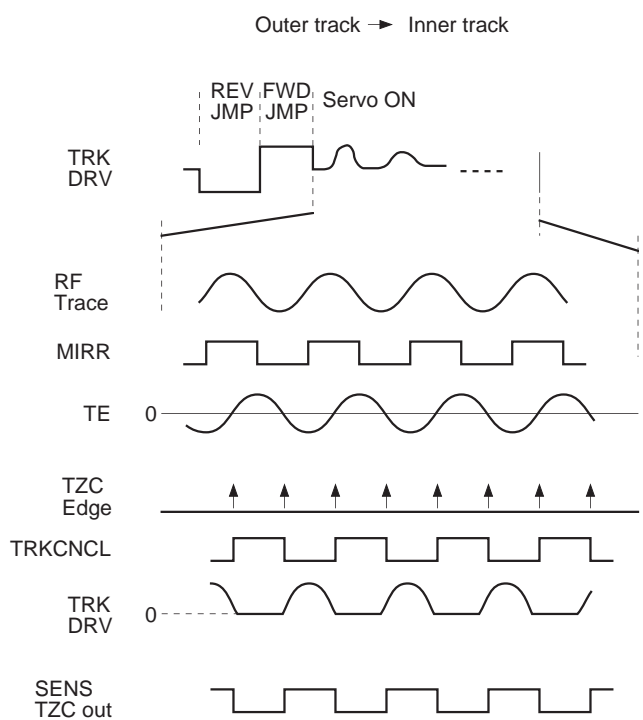 Outer track → Inner track
REV JMP
FWD JMP
Servo ON
TRK DRV
RF Trace
MIRR
TE
0
TZC Edge
TRKCNCL
TRK DRV
0
SENS TZC out